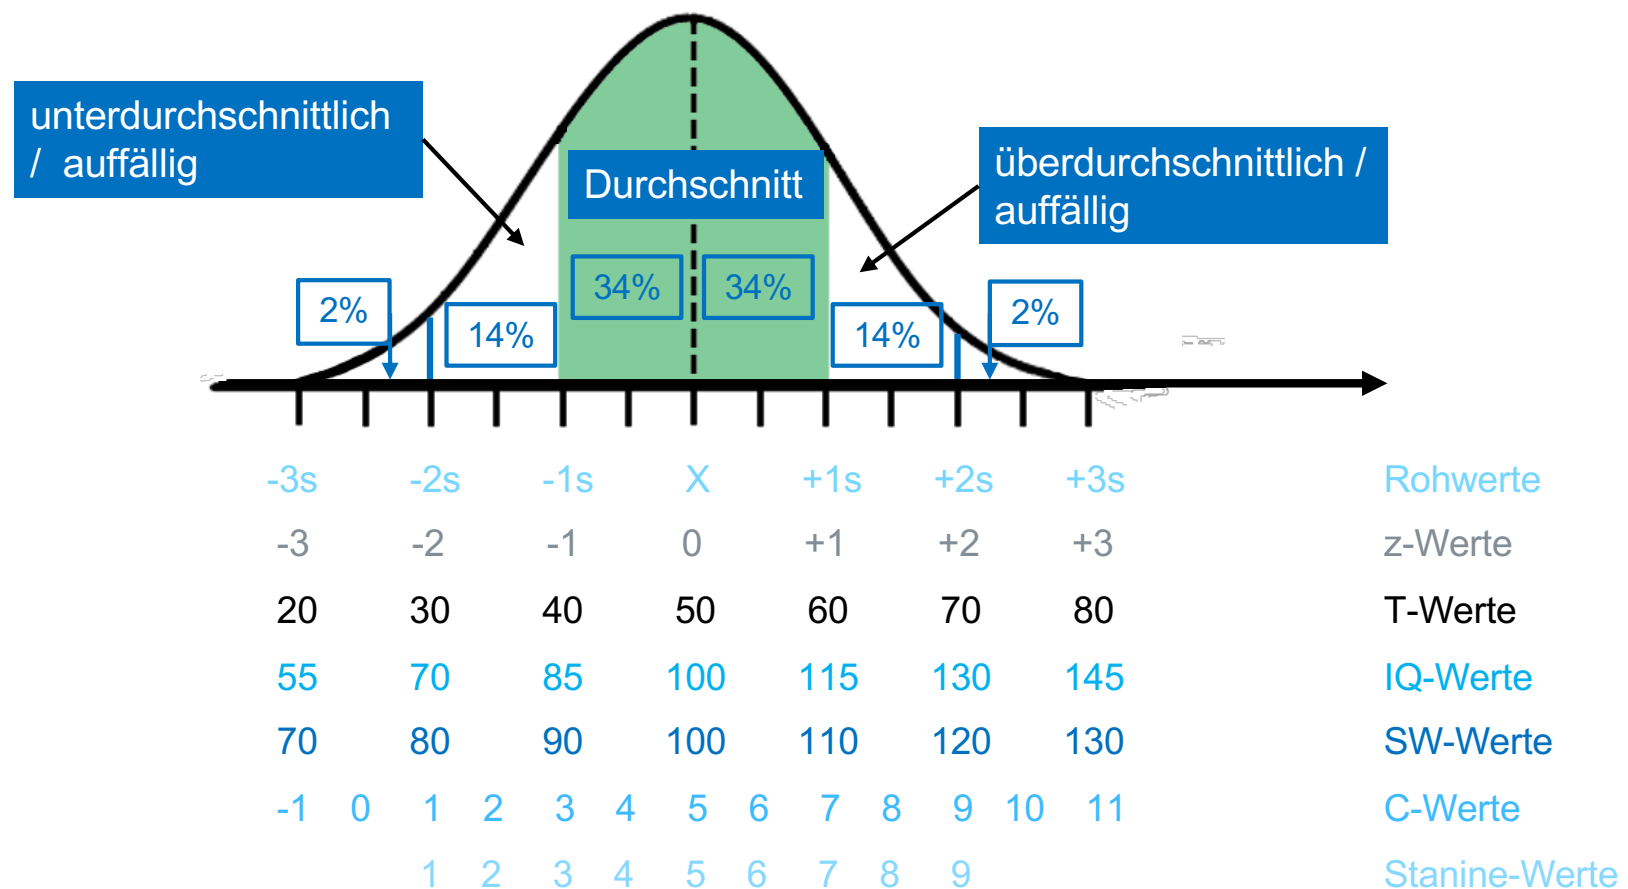 unterdurchschnittlich
/ auffällig
Durchschnitt
überdurchschnittlich /
auffällig
2%
14%
34%
34%
14%
2%
-3s -2s -1s X +1s +2s +3s Rohwerte
-3 -2 -1 0 +1 +2 +3 z-Werte
20 30 40 50 60 70 80 T-Werte
55 70 85 100 115 130 145 IQ-Werte
70 80 90 100 110 120 130 SW-Werte
-1 0 1 2 3 4 5 6 7 8 9 10 11 C-Werte
1 2 3 4 5 6 7 8 9 Stanine-Werte